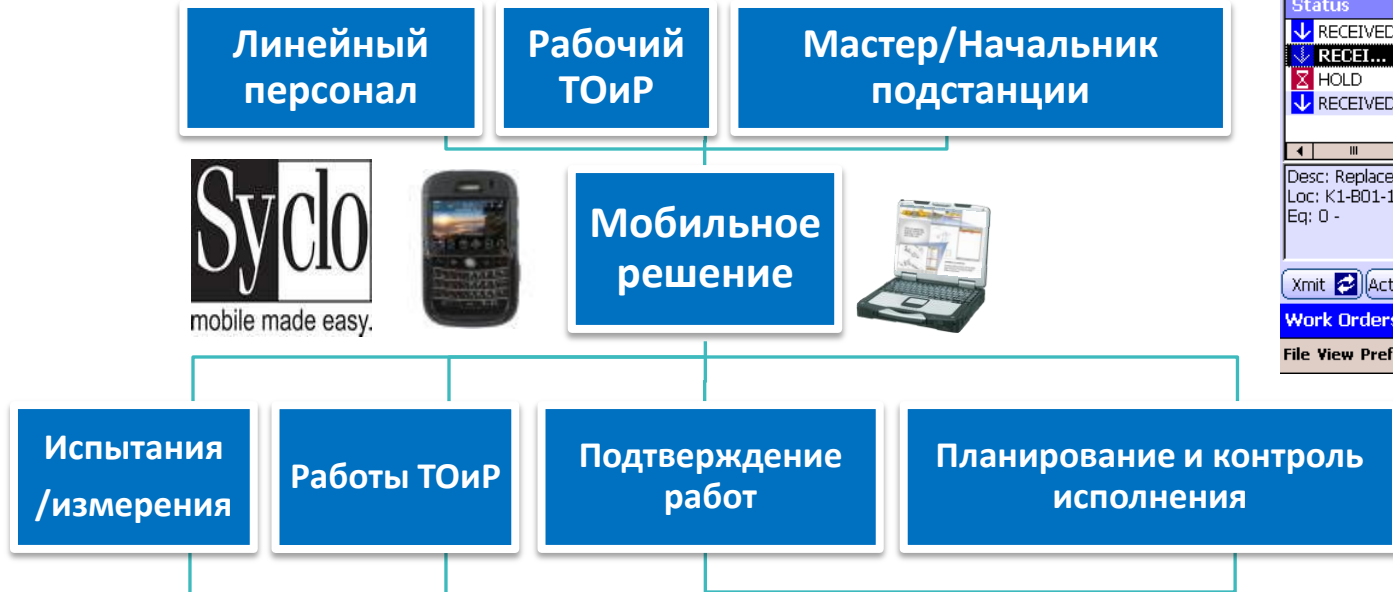 Линейный
персонал
Рабочий
ТОиР
Мастер/Начальник
подстанции
Status
RECEIVED
RECEI...
HOLD
RECEIVED
Desc: Replace
Loc: K1-B01-1
Eq: 0 -
Xmit
Act
Work Orders
File View Pref
Syclo
mobile made easy.
Мобильное
решение
Испытания
/измерения
Работы ТОиР
Подтверждение
работ
Планирование и контроль
исполнения